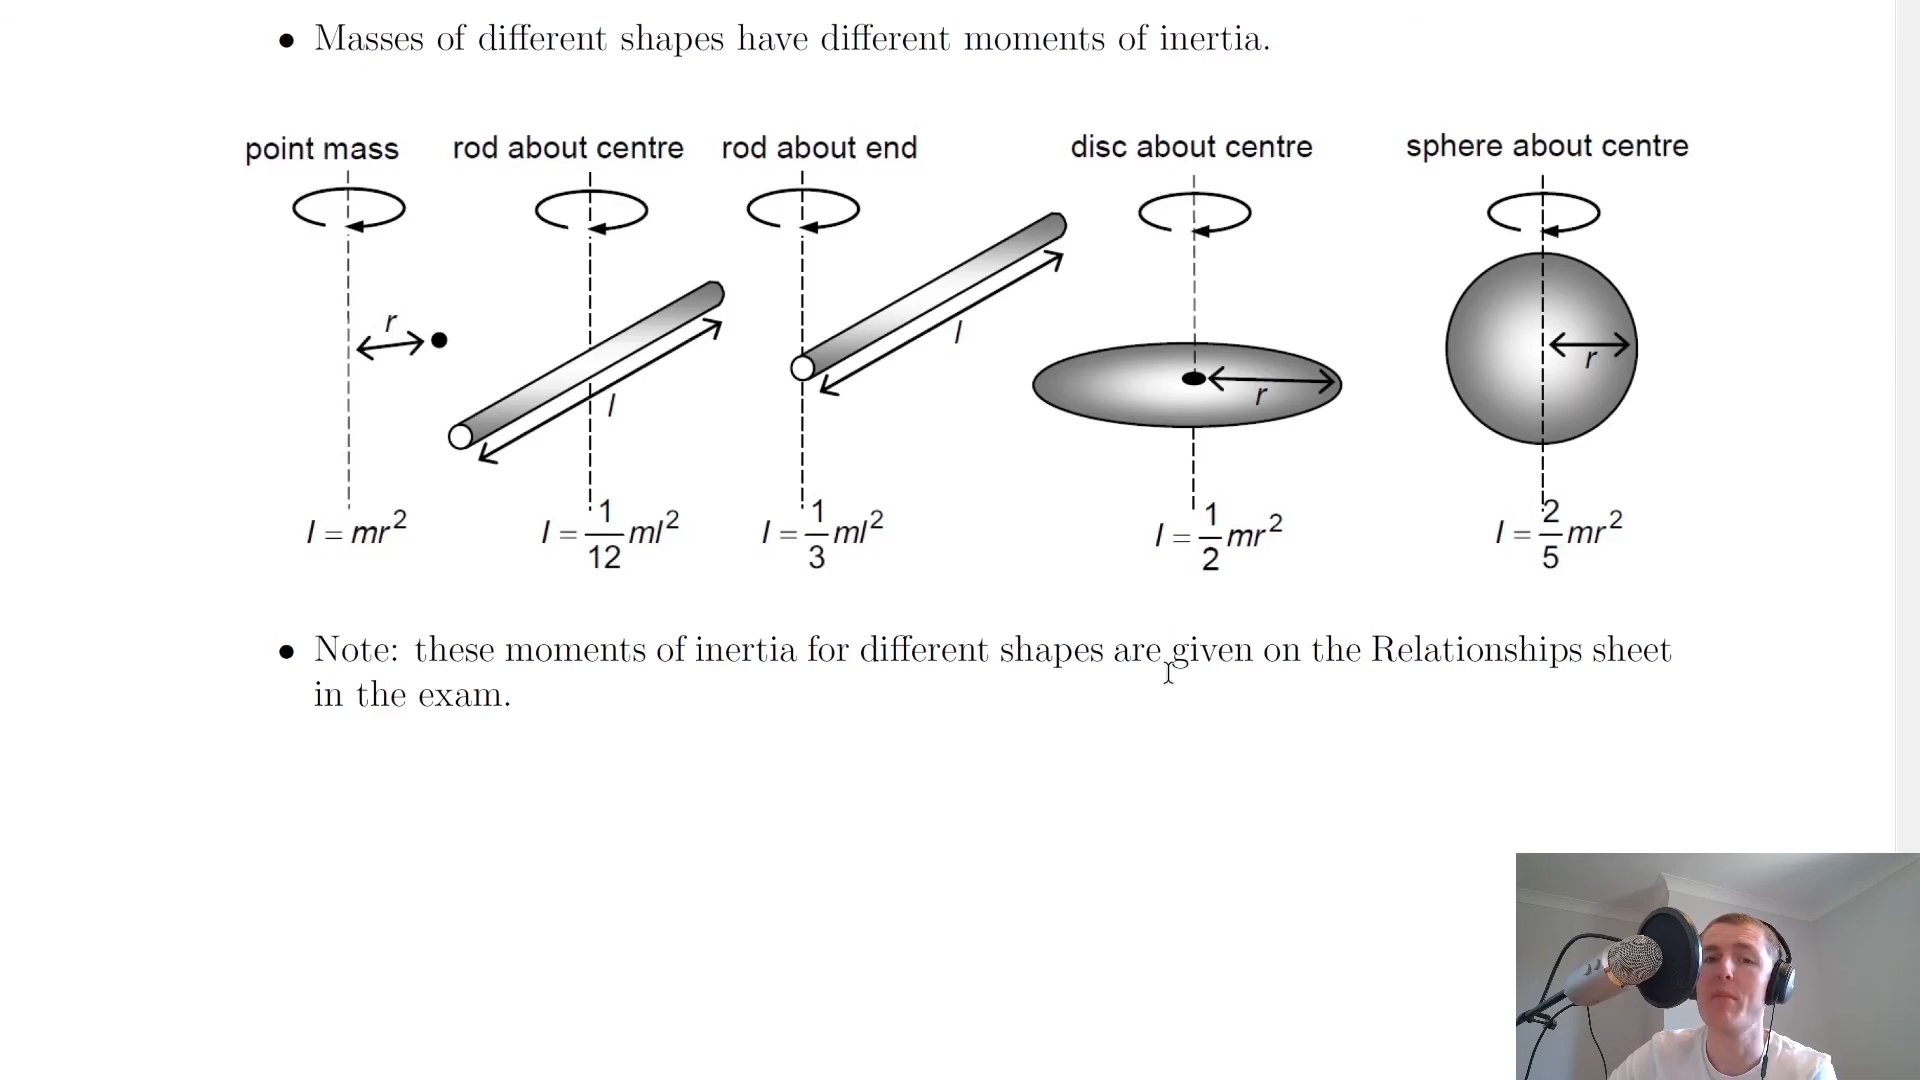 • Masses of different shapes have different moments of inertia.
point mass rod about centre rod about end disc about centre sphere about centre
r l l r r
I = mr² I = 1/12 ml² I = 1/3 ml² I = 1/2 mr² I = 2/5 mr²
• Note: these moments of inertia for different shapes are given on the Relationships sheet
in the exam.